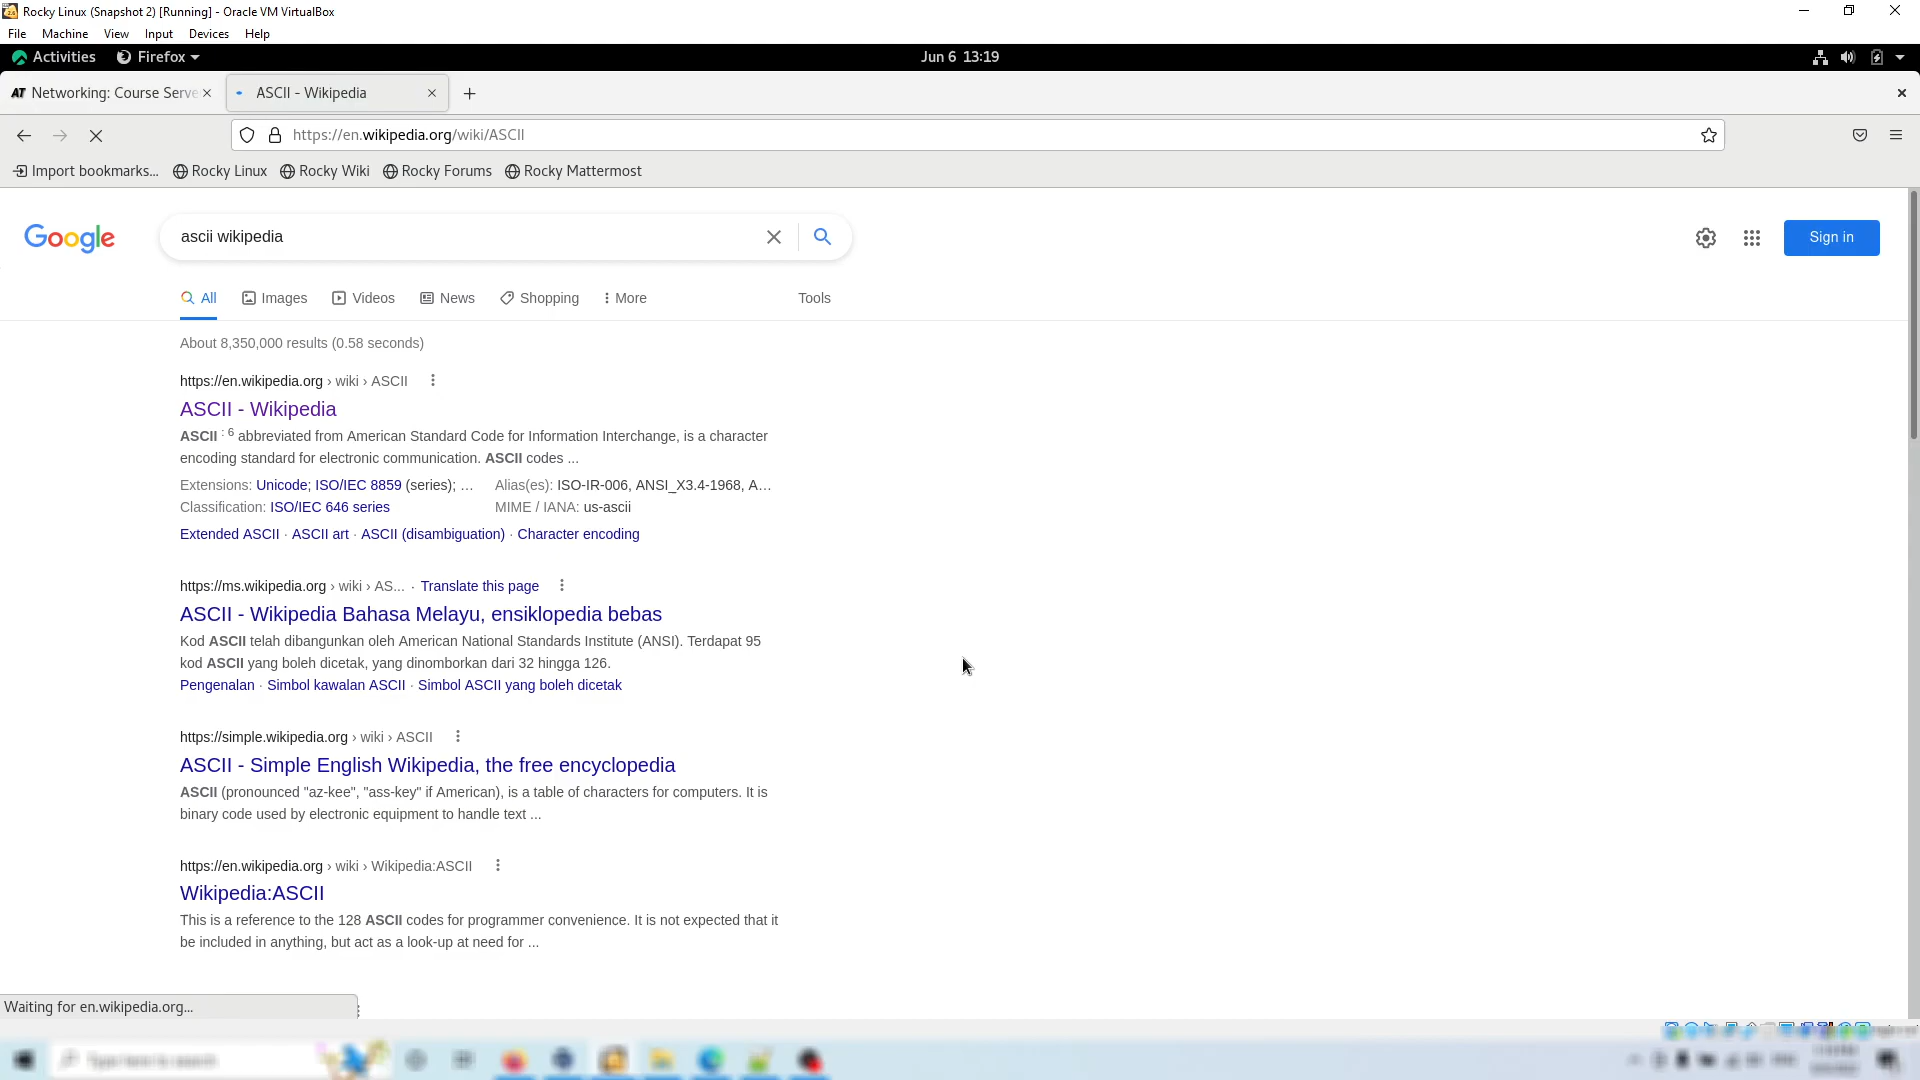 Rocky Linux (Snapshot 2) [Running] - Oracle VM VirtualBox
File Machine View Input Devices Help
Activities Firefox Jun 6 13:19
Networking: Course Serve ASCII - Wikipedia
https://en.wikipedia.org/wiki/ASCII
Import bookmarks... Rocky Linux Rocky Wiki Rocky Forums Rocky Mattermost
Google ascii wikipedia Sign in
All Images Videos News Shopping More Tools
About 8,350,000 results (0.58 seconds)
https://en.wikipedia.org › wiki › ASCII
ASCII - Wikipedia
ASCII : 6 abbreviated from American Standard Code for Information Interchange, is a character
encoding standard for electronic communication. ASCII codes ...
Extensions: Unicode; ISO/IEC 8859 (series); ... Alias(es): ISO-IR-006, ANSI_X3.4-1968, A...
Classification: ISO/IEC 646 series MIME / IANA: us-ascii
Extended ASCII · ASCII art · ASCII (disambiguation) · Character encoding
https://ms.wikipedia.org › wiki › AS... · Translate this page
ASCII - Wikipedia Bahasa Melayu, ensiklopedia bebas
Kod ASCII telah dibangunkan oleh American National Standards Institute (ANSI). Terdapat 95
kod ASCII yang boleh dicetak, yang dinomborkan dari 32 hingga 126.
Pengenalan · Simbol kawalan ASCII · Simbol ASCII yang boleh dicetak
https://simple.wikipedia.org › wiki › ASCII
ASCII - Simple English Wikipedia, the free encyclopedia
ASCII (pronounced "az-kee", "ass-key" if American), is a table of characters for computers. It is
binary code used by electronic equipment to handle text ...
https://en.wikipedia.org › wiki › Wikipedia:ASCII
Wikipedia:ASCII
This is a reference to the 128 ASCII codes for programmer convenience. It is not expected that it
be included in anything, but act as a look-up at need for ...
Waiting for en.wikipedia.org...
Type here to search